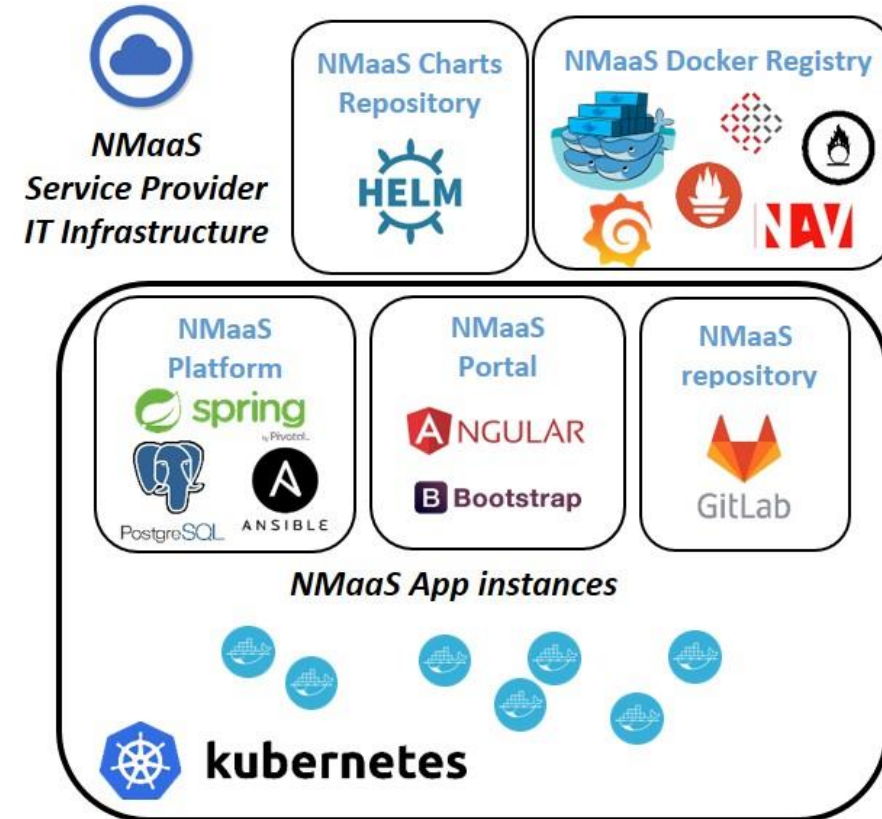 NMaaS
Service Provider
IT Infrastructure
NMaaS Charts
Repository
HELM
NMaaS Docker Registry
NAV
NMaaS
Platform
spring
by Pivotal
PostgreSQL
ANSIBLE
NMaaS
Portal
ANGULAR
B Bootstrap
NMaaS
repository
GitLab
NMaaS App instances
kubernetes